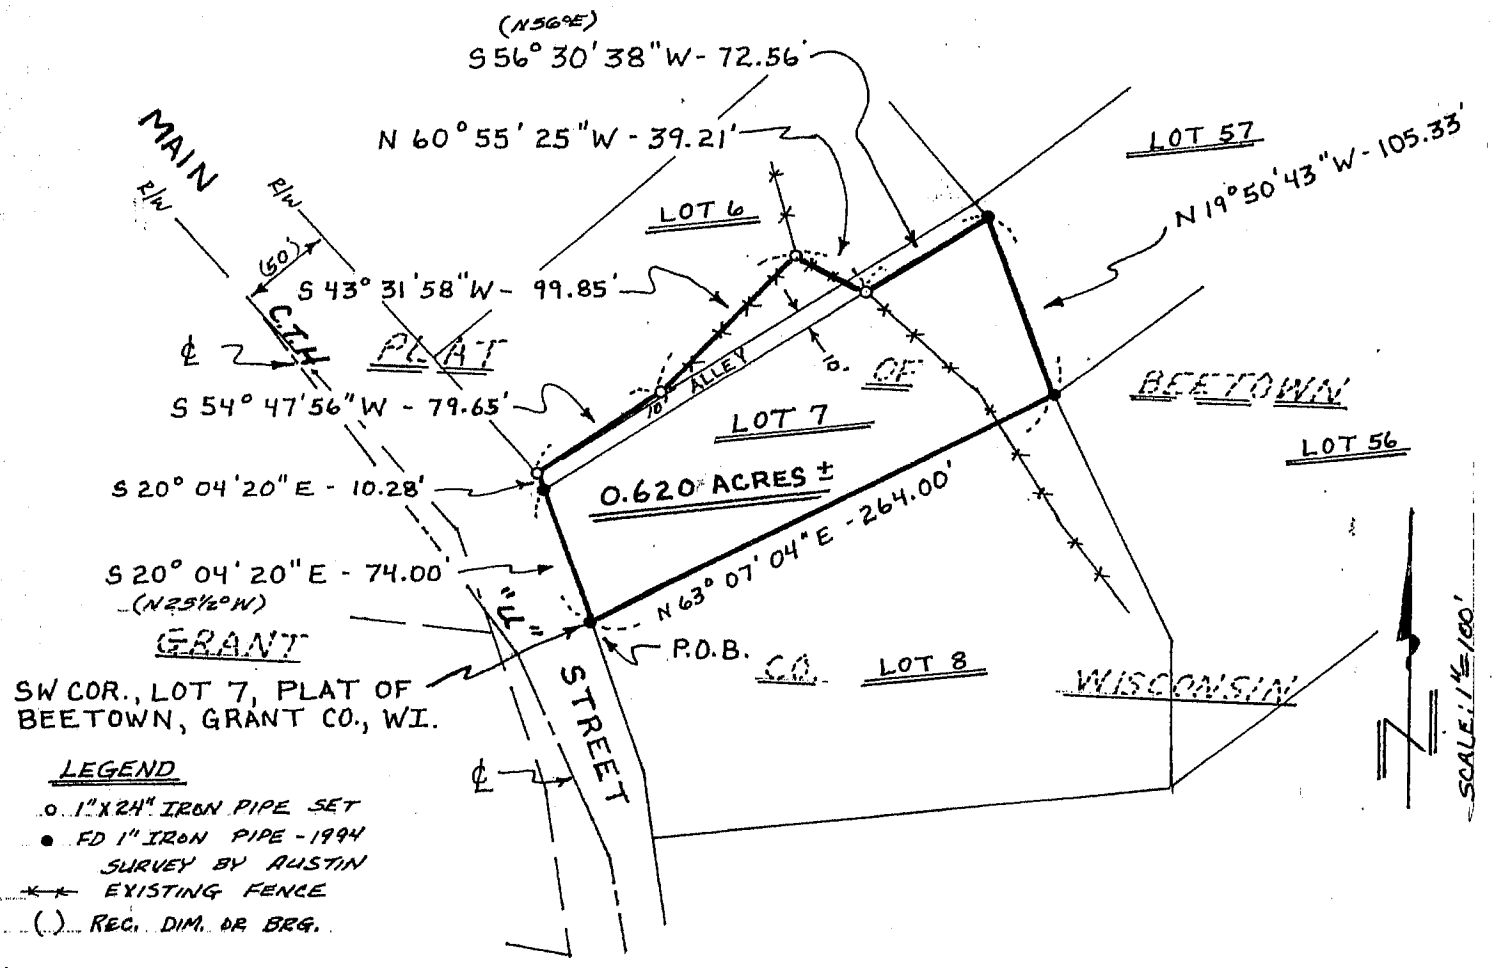 (N56°E)
S 56° 30' 38" W - 72.56'
MAIN
N 60° 55' 25" W - 39.21'
LOT 57
N 19° 50' 43" W - 105.33'
R/W
R/W
LOT 6
(50')
S 43° 31' 58" W - 99.85'
C.T.H.
℄
PLAT
ALLEY
10'
OF
BEETOWN
S 54° 47' 56" W - 79.65'
10'
LOT 7
LOT 56
S 20° 04' 20" E - 10.28'
0.620 ACRES ±
N 63° 07' 04" E - 264.00'
S 20° 04' 20" E - 74.00'
(N25½°W)
"U"
GRANT
P.O.B.
CO.
LOT 8
WISCONSIN
SW COR., LOT 7, PLAT OF
BEETOWN, GRANT CO., WI.
STREET
℄
N
SCALE: 1"=100'
LEGEND
o 1" X 24" IRON PIPE SET
● FD 1" IRON PIPE - 1994
SURVEY BY AUSTIN
EXISTING FENCE
( ) REC. DIM. OR BRG.